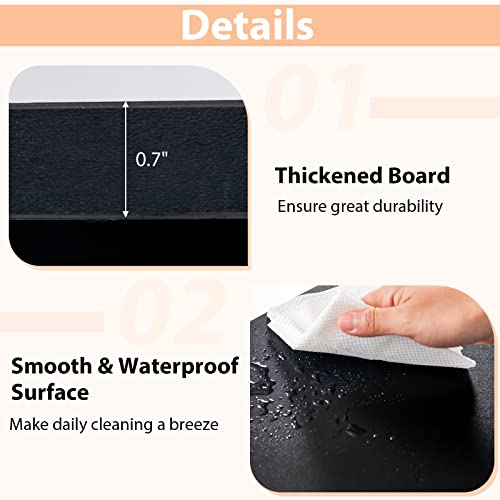 Details
01
0.7"
Thickened Board
Ensure great durability
02
Smooth & Waterproof
Surface
Make daily cleaning a breeze